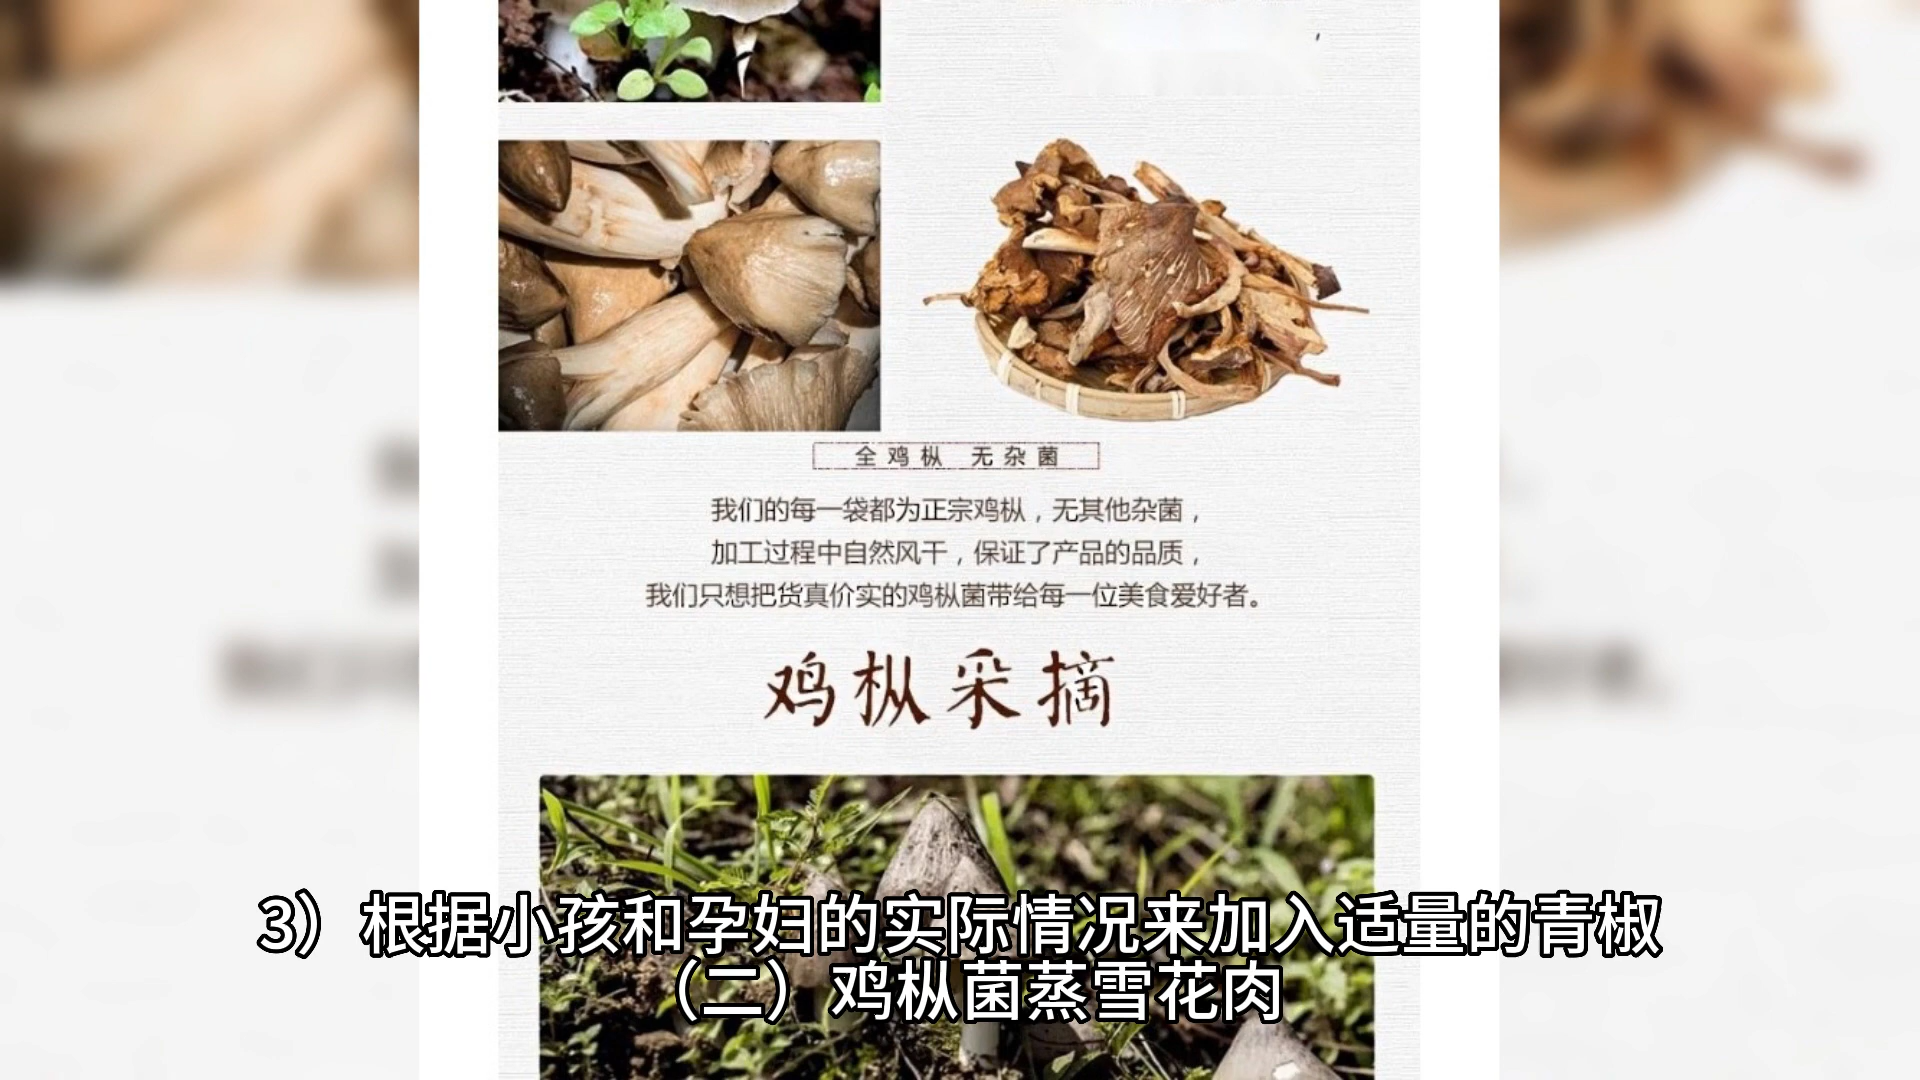 全鸡枞 无杂菌
我们的每一袋都为正宗鸡枞，无其他杂菌，
加工过程中自然风干，保证了产品的品质，
我们只想把货真价实的鸡枞菌带给每一位美食爱好者。
鸡枞采摘
3）根据小孩和孕妇的实际情况来加入适量的青椒
（二）鸡枞菌蒸雪花肉